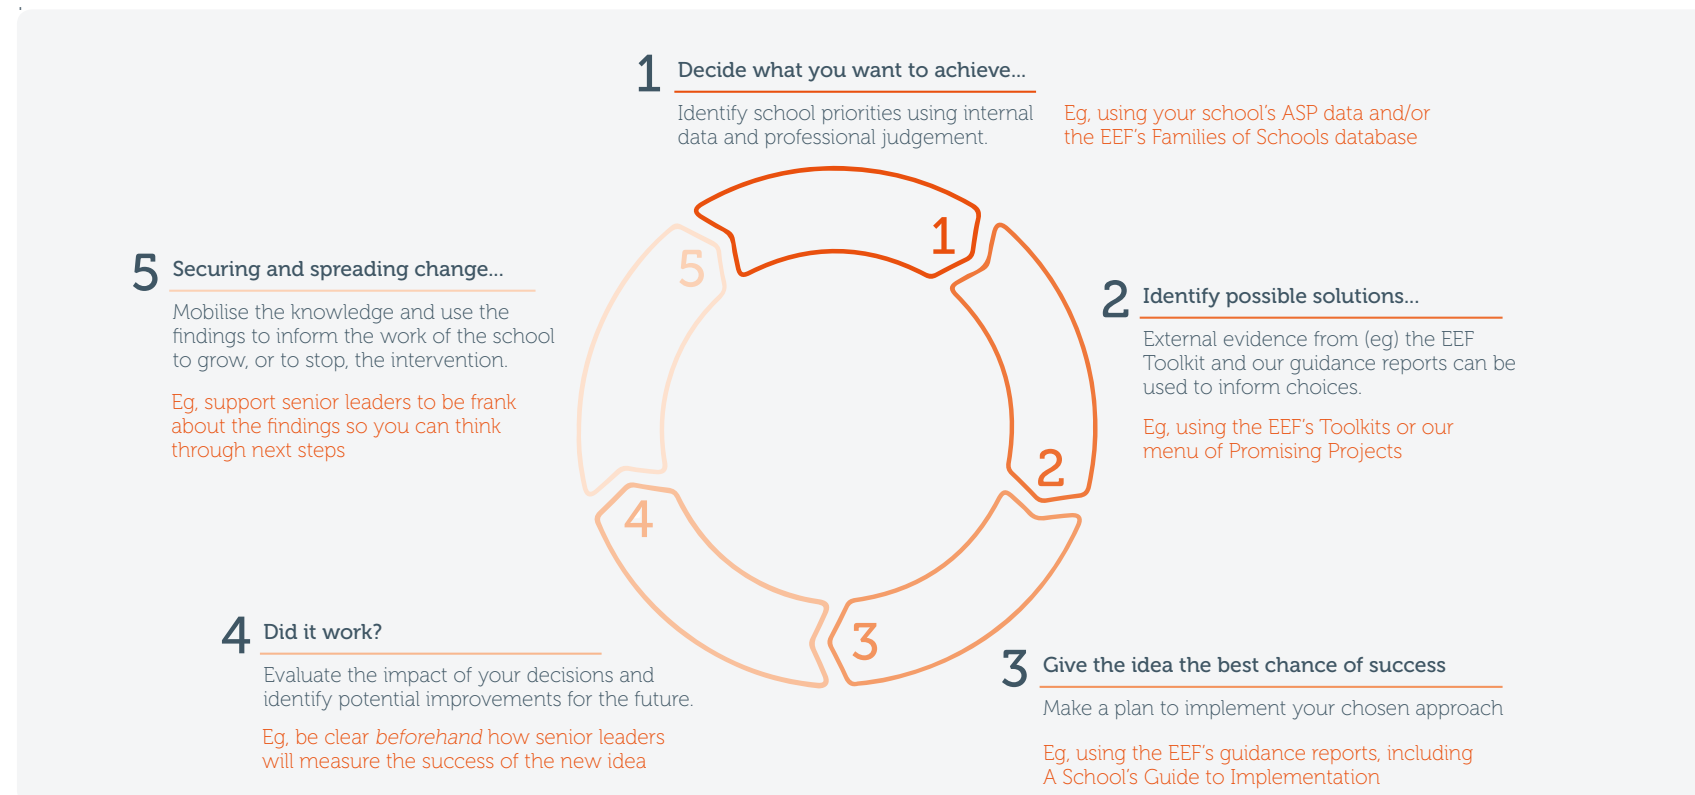 1 Decide what you want to achieve...
Identify school priorities using internal
data and professional judgement.
Eg, using your school's ASP data and/or
the EEF's Families of Schools database
2 Identify possible solutions...
External evidence from (eg) the EEF
Toolkit and our guidance reports can be
used to inform choices.
Eg, using the EEF's Toolkits or our
menu of Promising Projects
3 Give the idea the best chance of success
Make a plan to implement your chosen approach
Eg, using the EEF's guidance reports, including
A School's Guide to Implementation
4 Did it work?
Evaluate the impact of your decisions and
identify potential improvements for the future.
Eg, be clear beforehand how senior leaders
will measure the success of the new idea
5 Securing and spreading change...
Mobilise the knowledge and use the
findings to inform the work of the school
to grow, or to stop, the intervention.
Eg, support senior leaders to be frank
about the findings so you can think
through next steps
1
2
3
4
5